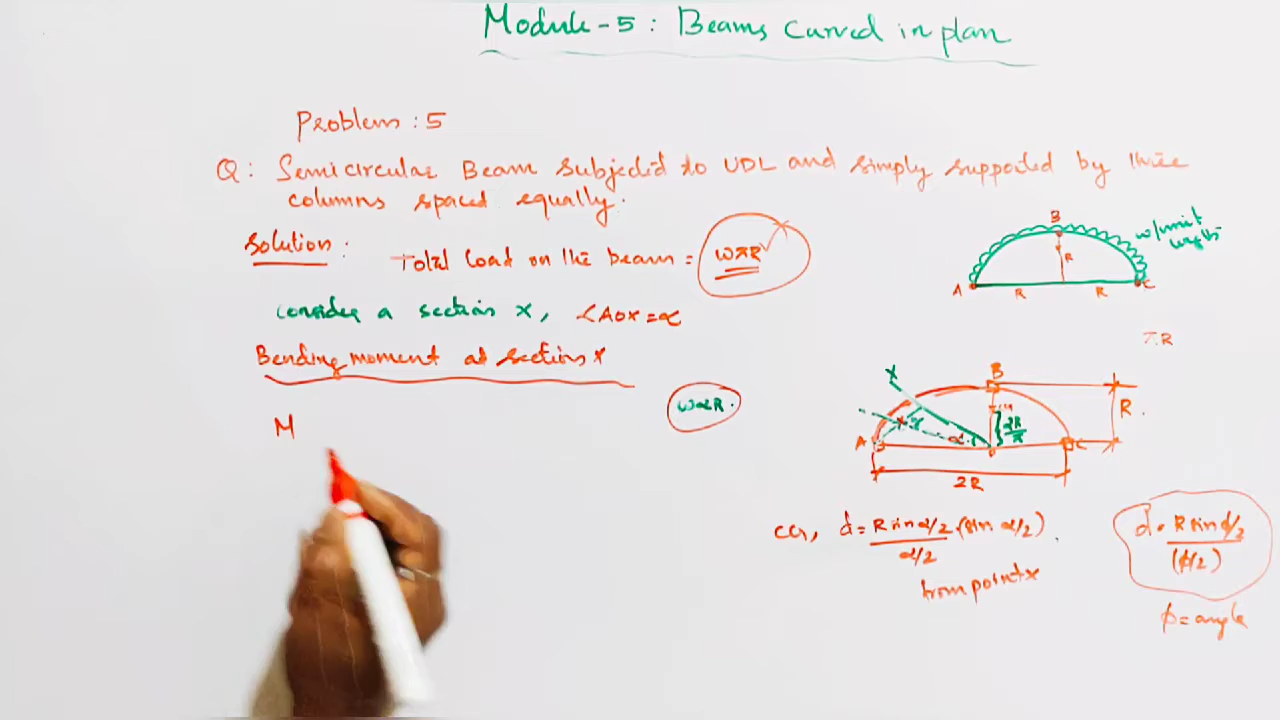 Module-5: Beams Curved in plan
Problem: 5
Q: Semicircular Beam subjected to UDL and simply supported by three
columns spaced equally.
Solution: Total load on the beam = wπR
consider a section X, ∠AOX=α
Bending moment at section X
wαR.
M
B
w/unit
length
R
A R R C
πR
X B
R.
A α 2R/π C
2R
CG, d= R sin α/2 / α/2 (sin α/2)
from point X
d= R sin ϕ/2 / (ϕ/2)
ϕ=angle